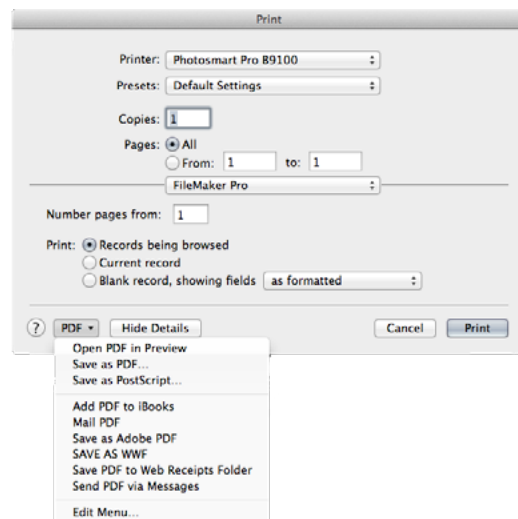 Print
Printer: Photosmart Pro B9100
Presets: Default Settings
Copies: 1
Pages: All
From: 1 to: 1
FileMaker Pro
Number pages from: 1
Print: Records being browsed
Current record
Blank record, showing fields as formatted
? PDF Hide Details Cancel Print
Open PDF in Preview
Save as PDF...
Save as PostScript...
Add PDF to iBooks
Mail PDF
Save as Adobe PDF
SAVE AS WWF
Save PDF to Web Receipts Folder
Send PDF via Messages
Edit Menu...